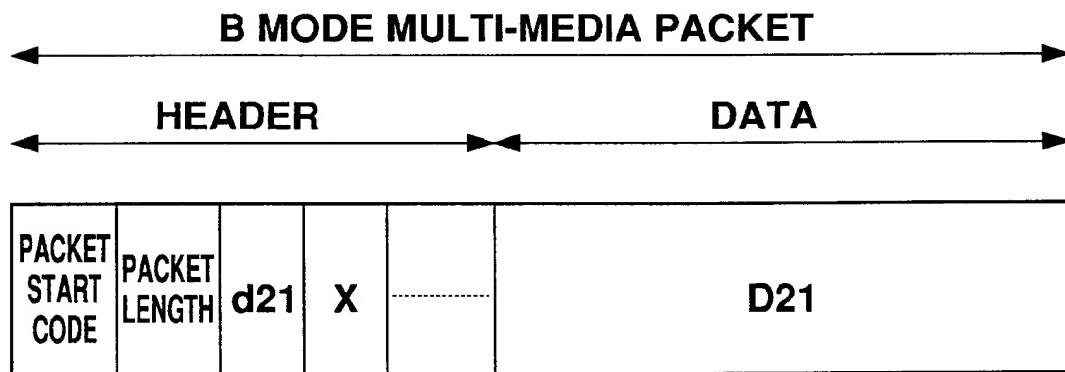 B MODE MULTI-MEDIA PACKET
HEADER
DATA
PACKET
START
CODE
PACKET
LENGTH
d21
X
D21